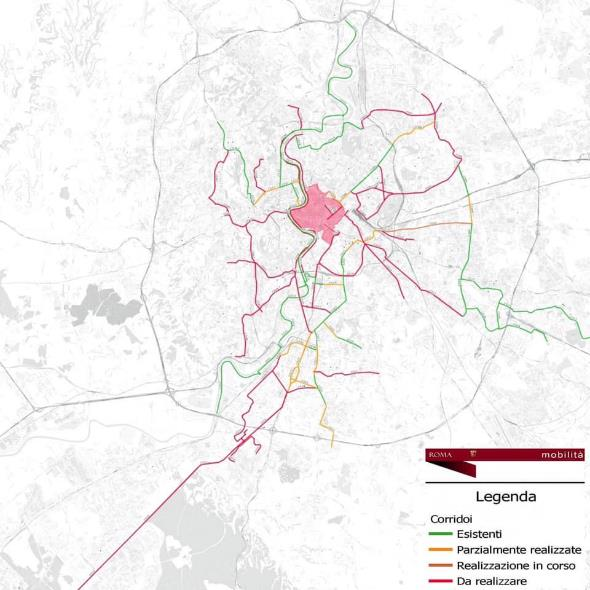 ROMA mobilità
Legenda
Corridoi
Esistenti
Parzialmente realizzate
Realizzazione in corso
Da realizzare